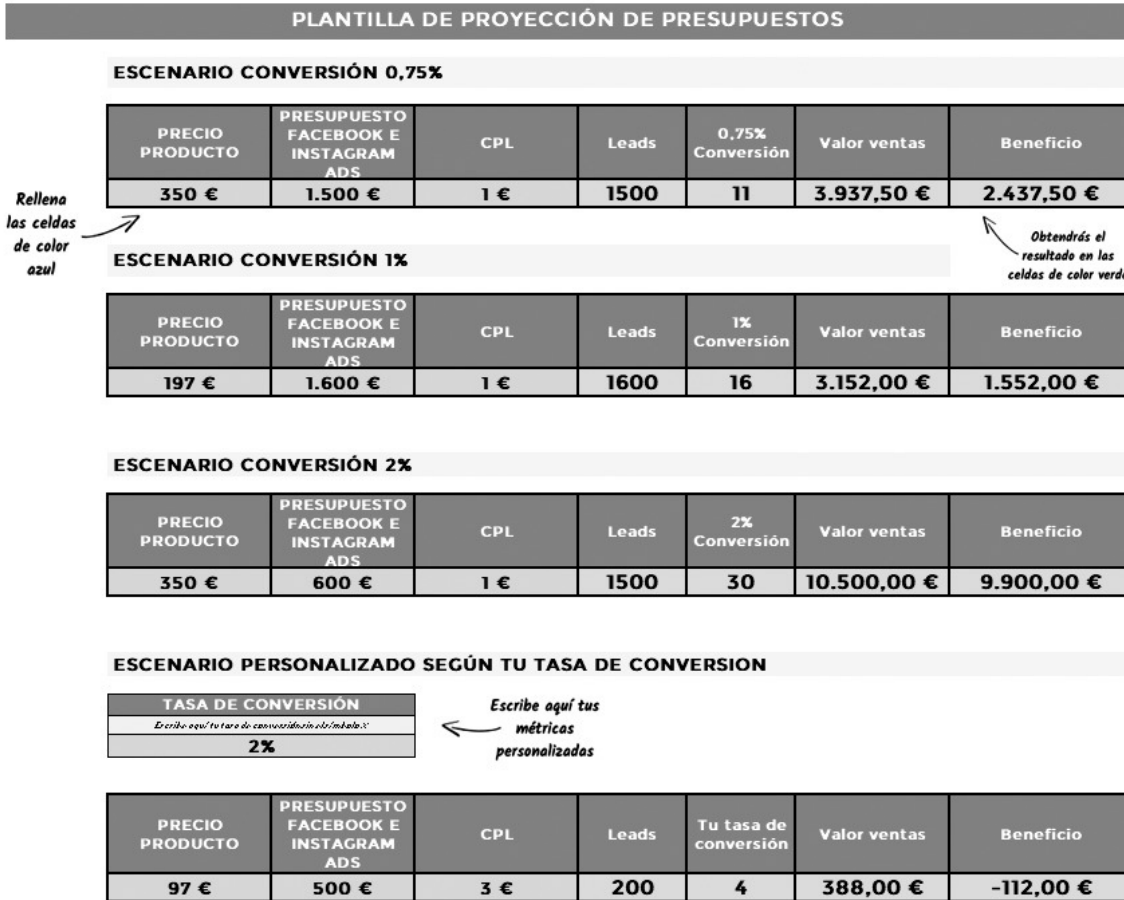 PLANTILLA DE PROYECCIÓN DE PRESUPUESTOS
ESCENARIO CONVERSIÓN 0,75%
PRECIO PRODUCTO
PRESUPUESTO FACEBOOK E INSTAGRAM ADS
CPL
Leads
0,75% Conversión
Valor ventas
Beneficio
350 € 1.500 € 1 € 1500 11 3.937,50 € 2.437,50 €
Rellena
las celdas
de color
azul
Obtendrás el
resultado en las
celdas de color verde
ESCENARIO CONVERSIÓN 1%
PRECIO PRODUCTO
PRESUPUESTO FACEBOOK E INSTAGRAM ADS
CPL
Leads
1% Conversión
Valor ventas
Beneficio
197 € 1.600 € 1 € 1600 16 3.152,00 € 1.552,00 €
ESCENARIO CONVERSIÓN 2%
PRECIO PRODUCTO
PRESUPUESTO FACEBOOK E INSTAGRAM ADS
CPL
Leads
2% Conversión
Valor ventas
Beneficio
350 € 600 € 1 € 1500 30 10.500,00 € 9.900,00 €
ESCENARIO PERSONALIZADO SEGÚN TU TASA DE CONVERSION
TASA DE CONVERSIÓN
Escribe aquí tu
2%
Escribe aquí tus
métricas
personalizadas
PRECIO PRODUCTO
PRESUPUESTO FACEBOOK E INSTAGRAM ADS
CPL
Leads
Tu tasa de conversión
Valor ventas
Beneficio
97 € 500 € 3 € 200 4 388,00 € -112,00 €